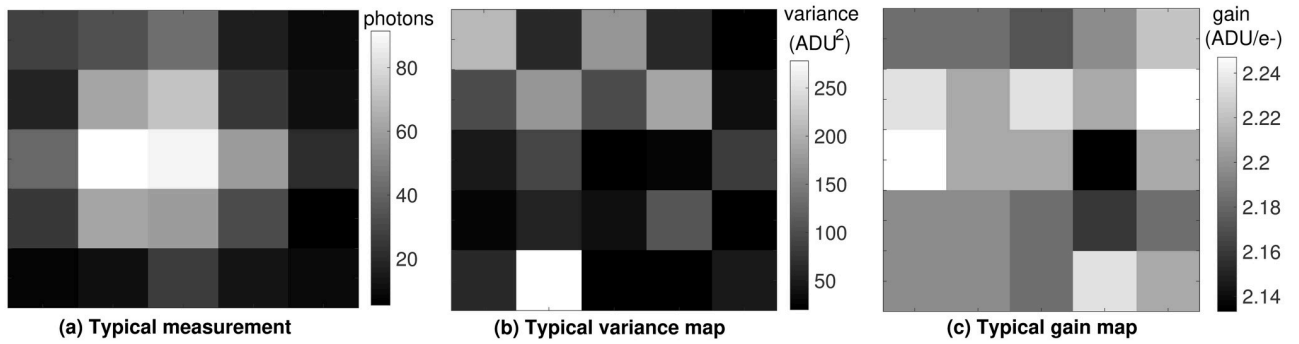 photons
80
60
40
20
(a) Typical measurement
variance
(ADU²)
250
200
150
100
50
(b) Typical variance map
gain
(ADU/e-)
2.24
2.22
2.2
2.18
2.16
2.14
(c) Typical gain map